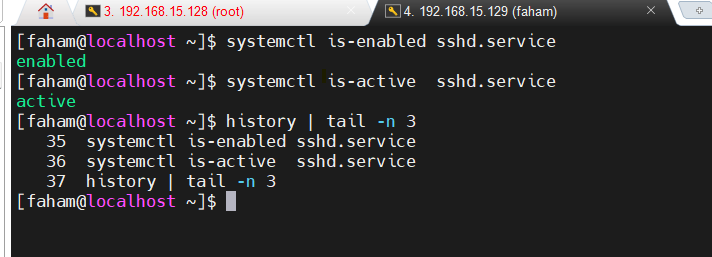 3. 192.168.15.128 (root)
4. 192.168.15.129 (faham)
[faham@localhost ~]$ systemctl is-enabled sshd.service
enabled
[faham@localhost ~]$ systemctl is-active  sshd.service
active
[faham@localhost ~]$ history | tail -n 3
   35  systemctl is-enabled sshd.service
   36  systemctl is-active  sshd.service
   37  history | tail -n 3
[faham@localhost ~]$